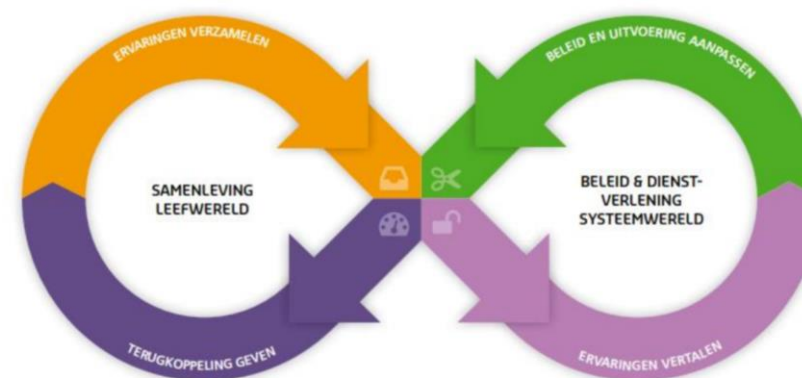 ERVARINGEN VERZAMELEN
BELEID EN UITVOERING AANPASSEN
SAMENLEVING
LEEFWERELD
BELEID & DIENST-
VERLENING
SYSTEEMWERELD
TERUGKOPPELING GEVEN
ERVARINGEN VERTALEN